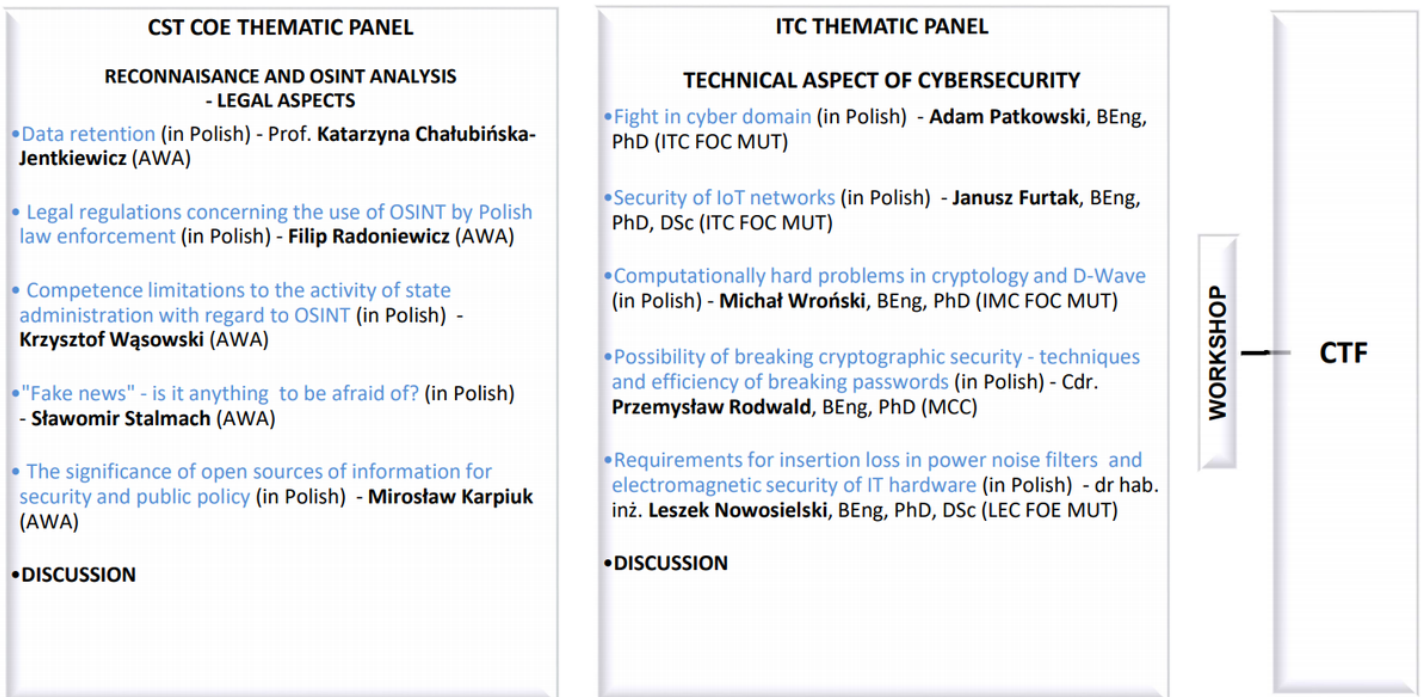 CST COE THEMATIC PANEL
RECONNAISANCE AND OSINT ANALYSIS
- LEGAL ASPECTS
•Data retention (in Polish) - Prof. Katarzyna Chałubińska-
Jentkiewicz (AWA)
• Legal regulations concerning the use of OSINT by Polish
law enforcement (in Polish) - Filip Radoniewicz (AWA)
• Competence limitations to the activity of state
administration with regard to OSINT (in Polish) -
Krzysztof Wąsowski (AWA)
•"Fake news" - is it anything to be afraid of? (in Polish)
- Sławomir Stalmach (AWA)
• The significance of open sources of information for
security and public policy (in Polish) - Mirosław Karpiuk
(AWA)
•DISCUSSION
ITC THEMATIC PANEL
TECHNICAL ASPECT OF CYBERSECURITY
•Fight in cyber domain (in Polish) - Adam Patkowski, BEng,
PhD (ITC FOC MUT)
•Security of IoT networks (in Polish) - Janusz Furtak, BEng,
PhD, DSc (ITC FOC MUT)
•Computationally hard problems in cryptology and D-Wave
(in Polish) - Michał Wroński, BEng, PhD (IMC FOC MUT)
•Possibility of breaking cryptographic security - techniques
and efficiency of breaking passwords (in Polish) - Cdr.
Przemysław Rodwald, BEng, PhD (MCC)
•Requirements for insertion loss in power noise filters and
electromagnetic security of IT hardware (in Polish) - dr hab.
inż. Leszek Nowosielski, BEng, PhD, DSc (LEC FOE MUT)
•DISCUSSION
WORKSHOP
CTF